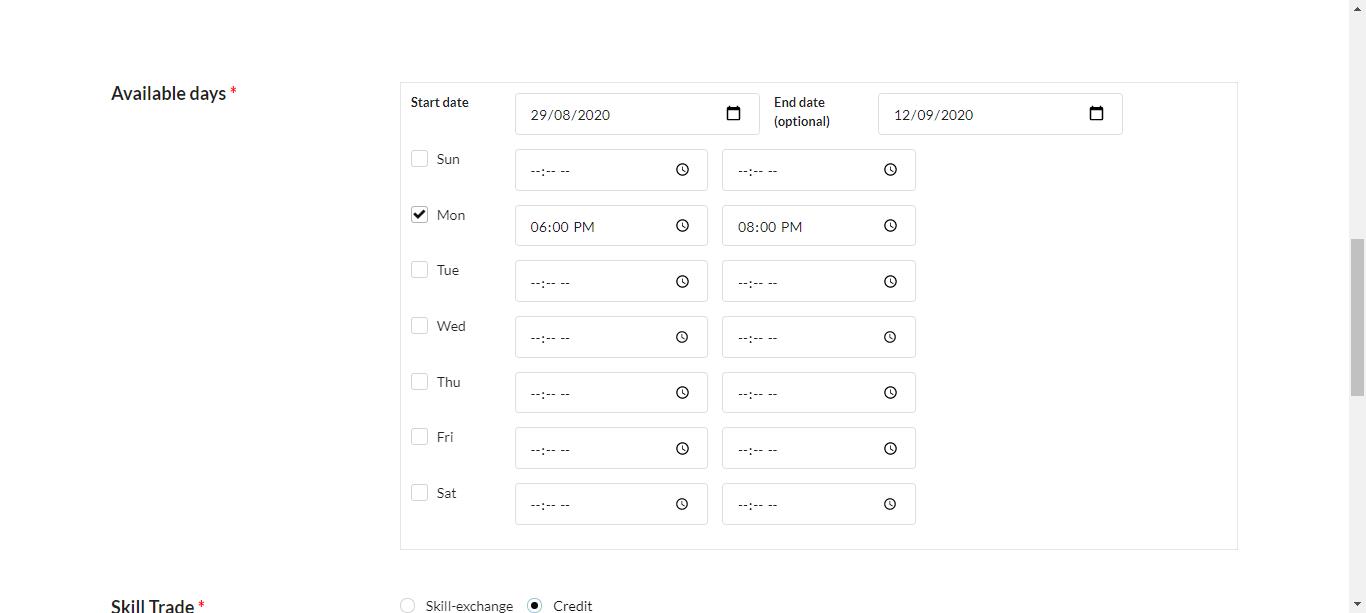 Available days *
Start date 29/08/2020 End date (optional) 12/09/2020
Sun --:-- -- --:-- --
Mon 06:00 PM 08:00 PM
Tue --:-- -- --:-- --
Wed --:-- -- --:-- --
Thu --:-- -- --:-- --
Fri --:-- -- --:-- --
Sat --:-- -- --:-- --
Skill Trade * Skill-exchange Credit